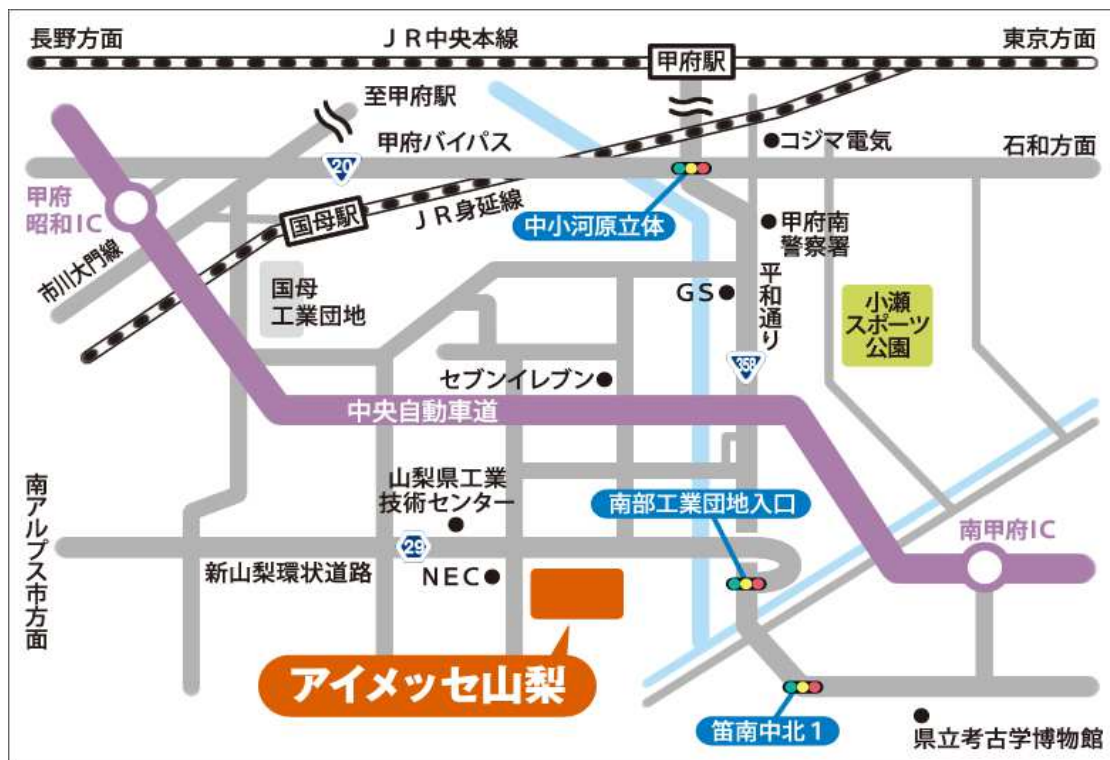 長野方面
JR中央本線
甲府駅
東京方面
至甲府駅
甲府バイパス
20
コジマ電気
石和方面
甲府
昭和IC
国母駅
JR身延線
中小河原立体
甲府南
警察署
市川大門線
国母
工業団地
GS
平和通り
小瀬
スポーツ
公園
358
セブンイレブン
中央自動車道
山梨県工業
技術センター
南部工業団地入口
南アルプス市方面
29
新山梨環状道路
NEC
南甲府IC
アイメッセ山梨
笛南中北1
県立考古学博物館